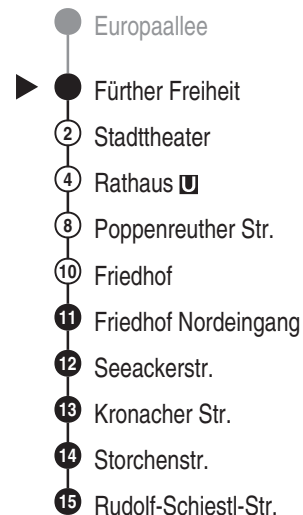 Europaallee
Fürther Freiheit
2 Stadttheater
4 Rathaus U
8 Poppenreuther Str.
10 Friedhof
11 Friedhof Nordeingang
12 Seeackerstr.
13 Kronacher Str.
14 Storchenstr.
15 Rudolf-Schiestl-Str.